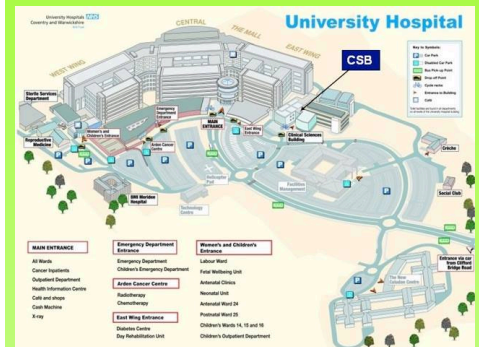 University Hospitals NHS
Coventry and Warwickshire
University Hospital
CENTRAL
THE MALL
EAST WING
WEST WING
CSB
Key to Symbols:
Car Park
Disabled Car Park
Bus Pick-up Point
Drop off Point
Cycle racks
Entrance to Building
Café
Sterile Services
Department
Emergency
Department
Entrance
Women's and
Children's Entrance
Reproductive
Medicine
Arden Cancer
Centre
MAIN
ENTRANCE
East Wing
Entrance
Clinical Sciences
Building
Crèche
Social Club
BMI Meriden
Hospital
Helicopter
Pad
Technology
Centre
Facilities
Management
Entrance via car
from Clifford
Bridge Road
MAIN ENTRANCE
All Wards
Cancer Inpatients
Outpatient Department
Health Information Centre
Café and shops
Cash Machine
X-ray
Emergency Department
Entrance
Emergency Department
Children's Emergency Department
Arden Cancer Centre
Radiotherapy
Chemotherapy
East Wing Entrance
Diabetes Centre
Day Rehabilitation Unit
Women's and Children's
Entrance
Labour Ward
Fetal Wellbeing Unit
Antenatal Clinics
Neonatal Unit
Antenatal Ward 24
Postnatal Ward 25
Children's Wards 14, 15 and 16
Children's Outpatient Department